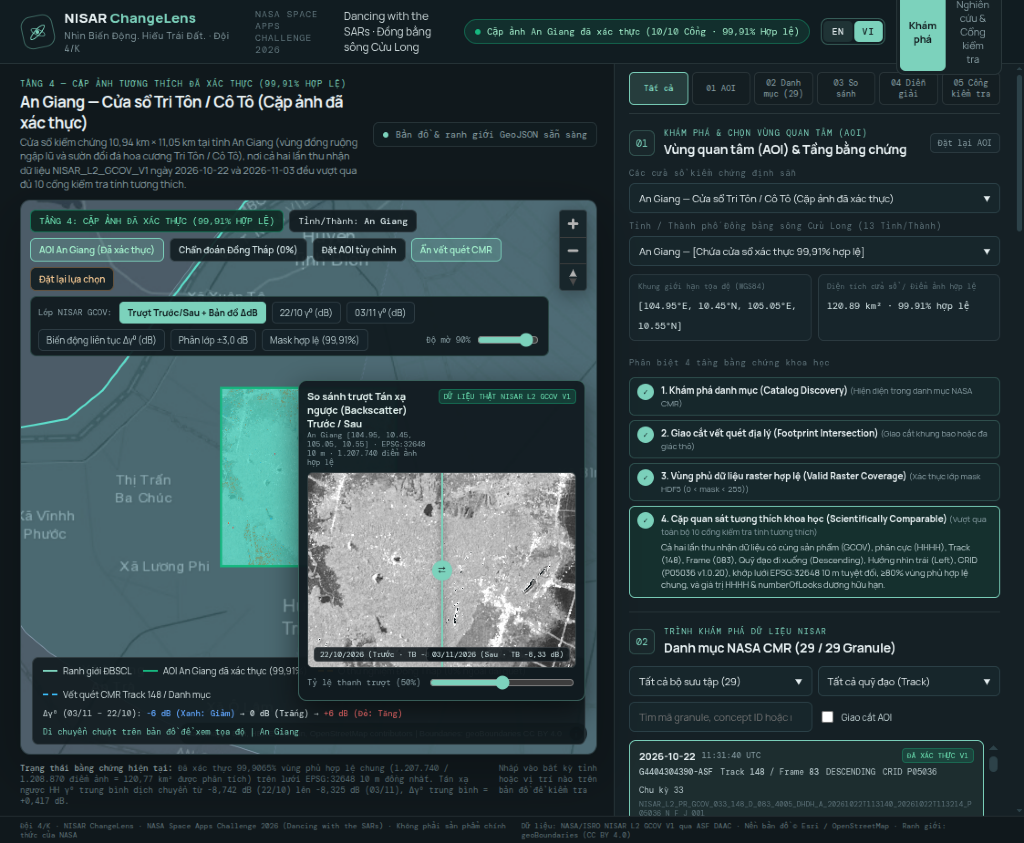 NISAR ChangeLens
Nhìn Biến Động. Hiểu Trái Đất. · Đội
4/K
NASA SPACE
APPS
CHALLENGE
2026
Dancing with the
SARs · Đồng bằng
sông Cửu Long
Cặp ảnh An Giang đã xác thực (10/10 Cổng · 99,91% Hợp lệ)
EN
VI
Khám
phá
Nghiên
cứu &
Cổng
kiểm
tra
TẦNG 4 — CẶP ẢNH TƯƠNG THÍCH ĐÃ XÁC THỰC (99,91% HỢP LỆ)
An Giang — Cửa sổ Tri Tôn / Cô Tô (Cặp ảnh đã
xác thực)
Cửa sổ kiểm chứng 10,94 km × 11,05 km tại tỉnh An Giang (vùng đồng ruộng
ngập lũ và sườn đồi đá hoa cương Tri Tôn / Cô Tô), nơi cả hai lần thu nhận
dữ liệu NISAR_L2_GCOV_V1 ngày 2026-10-22 và 2026-11-03 đều vượt qua
đủ 10 cổng kiểm tra tính tương thích.
Bản đồ & ranh giới GeoJSON sẵn sàng
TẦNG 4: CẶP ẢNH ĐÃ XÁC THỰC (99,91% HỢP LỆ)
Tỉnh/Thành: An Giang
AOI An Giang (Đã xác thực)
Chẩn đoán Đồng Tháp (0%)
Đặt AOI tùy chỉnh
Ẩn vết quét CMR
Đặt lại lựa chọn
Huyện
Tịnh Biên
Lớp NISAR GCOV:
Trượt Trước/Sau + Bản đồ ΔdB
22/10 γ⁰ (dB)
03/11 γ⁰ (dB)
Biến động liên tục Δγ⁰ (dB)
Phân lớp ±3,0 dB
Mask hợp lệ (99,91%)
Độ mờ 90%
So sánh trượt Tán xạ
ngược (Backscatter)
Trước / Sau
DỮ LIỆU THẬT NISAR L2 GCOV V1
An Giang [104.95, 10.45,
105.05, 10.55] · EPSG:32648
10 m · 1.207.740 điểm ảnh
hợp lệ
Thị Trấn
Ba Chúc
Xã Vĩnh
Phước
Xã Lương Phi
22/10/2026 (Trước · TB -
03/11/2026 (Sau · TB -8,33 dB)
Tỷ lệ thanh trượt (50%)
Ranh giới ĐBSCL
AOI An Giang đã xác thực (99,91%
Vết quét CMR Track 148 / Danh mục
Δγ⁰ (03/11 − 22/10): -6 dB (Xanh: Giảm) → 0 dB (Trắng) → +6 dB (Đỏ: Tăng)
Di chuyển chuột trên bản đồ để xem tọa độ | An Giang
Trạng thái bằng chứng hiện tại: đã xác thực 99,9065% vùng phủ hợp lệ chung (1.207.740 /
1.208.870 điểm ảnh = 120,77 km² được phân tích) trên lưới EPSG:32648 10 m đồng nhất. Tán xạ
ngược HH γ⁰ trung bình dịch chuyển từ -8,742 dB (22/10) lên -8,325 dB (03/11), Δγ⁰ trung bình =
+0,417 dB.
Nhấp vào bất kỳ tỉnh
hoặc vị trí nào trên
bản đồ để kiểm tra
Tất cả
01 AOI
02 Danh
mục (29)
03 So
sánh
04 Diễn
giải
05 Cổng
kiểm tra
01
KHÁM PHÁ & CHỌN VÙNG QUAN TÂM (AOI)
Vùng quan tâm (AOI) & Tầng bằng chứng
Đặt lại AOI
Các cửa sổ kiểm chứng định sẵn
An Giang — Cửa sổ Tri Tôn / Cô Tô (Cặp ảnh đã xác thực)
Tỉnh / Thành phố Đồng bằng sông Cửu Long (13 Tỉnh/Thành)
An Giang — [Chứa cửa sổ xác thực 99,91% hợp lệ]
Khung giới hạn tọa độ (WGS84)
[104.95°E, 10.45°N, 105.05°E,
10.55°N]
Diện tích cửa sổ / Điểm ảnh hợp lệ
120.89 km² · 99.91% hợp lệ
Phân biệt 4 tầng bằng chứng khoa học
1. Khám phá danh mục (Catalog Discovery) (Hiện diện trong danh mục NASA
CMR)
2. Giao cắt vết quét địa lý (Footprint Intersection) (Giao cắt khung bao hoặc đa
giác thô)
3. Vùng phủ dữ liệu raster hợp lệ (Valid Raster Coverage) (Xác thực lớp mask
HDF5 (0 < mask < 255))
4. Cặp quan sát tương thích khoa học (Scientifically Comparable) (Vượt qua
toàn bộ 10 cổng kiểm tra tính tương thích)
Cả hai lần thu nhận dữ liệu có cùng sản phẩm (GCOV), phân cực (HHHH), Track
(148), Frame (083), Quỹ đạo đi xuống (Descending), Hướng nhìn trái (Left), CRID
(P05036 v1.0.20), khớp lưới EPSG:32648 10 m tuyệt đối, ≥80% vùng phủ hợp lệ
chung, và giá trị HHHH & numberOfLooks dương hữu hạn.
02
TRÌNH KHÁM PHÁ DỮ LIỆU NISAR
Danh mục NASA CMR (29 / 29 Granule)
Tất cả bộ sưu tập (29)
Tất cả quỹ đạo (Track)
Tìm mã granule, concept ID hoặc
Giao cắt AOI
2026-10-22 11:31:40 UTC
ĐÃ XÁC THỰC V1
G4404304390-ASF Track 148 / Frame 83 DESCENDING CRID P05036
Chu kỳ 33
NISAR_L2_PR_GCOV_033_148_D_083_4005_DHDH_A_20261022T113140_20261022T113214_P
05036_N_F_J_001
Đội 4/K · NISAR ChangeLens · NASA Space Apps Challenge 2026 (Dancing with the SARs) · Không phải sản phẩm chính
thức của NASA
Dữ liệu: NASA/ISRO NISAR L2 GCOV V1 qua ASF DAAC · Nền bản đồ © Esri / OpenStreetMap · Ranh giới:
geoBoundaries (CC BY 4.0)